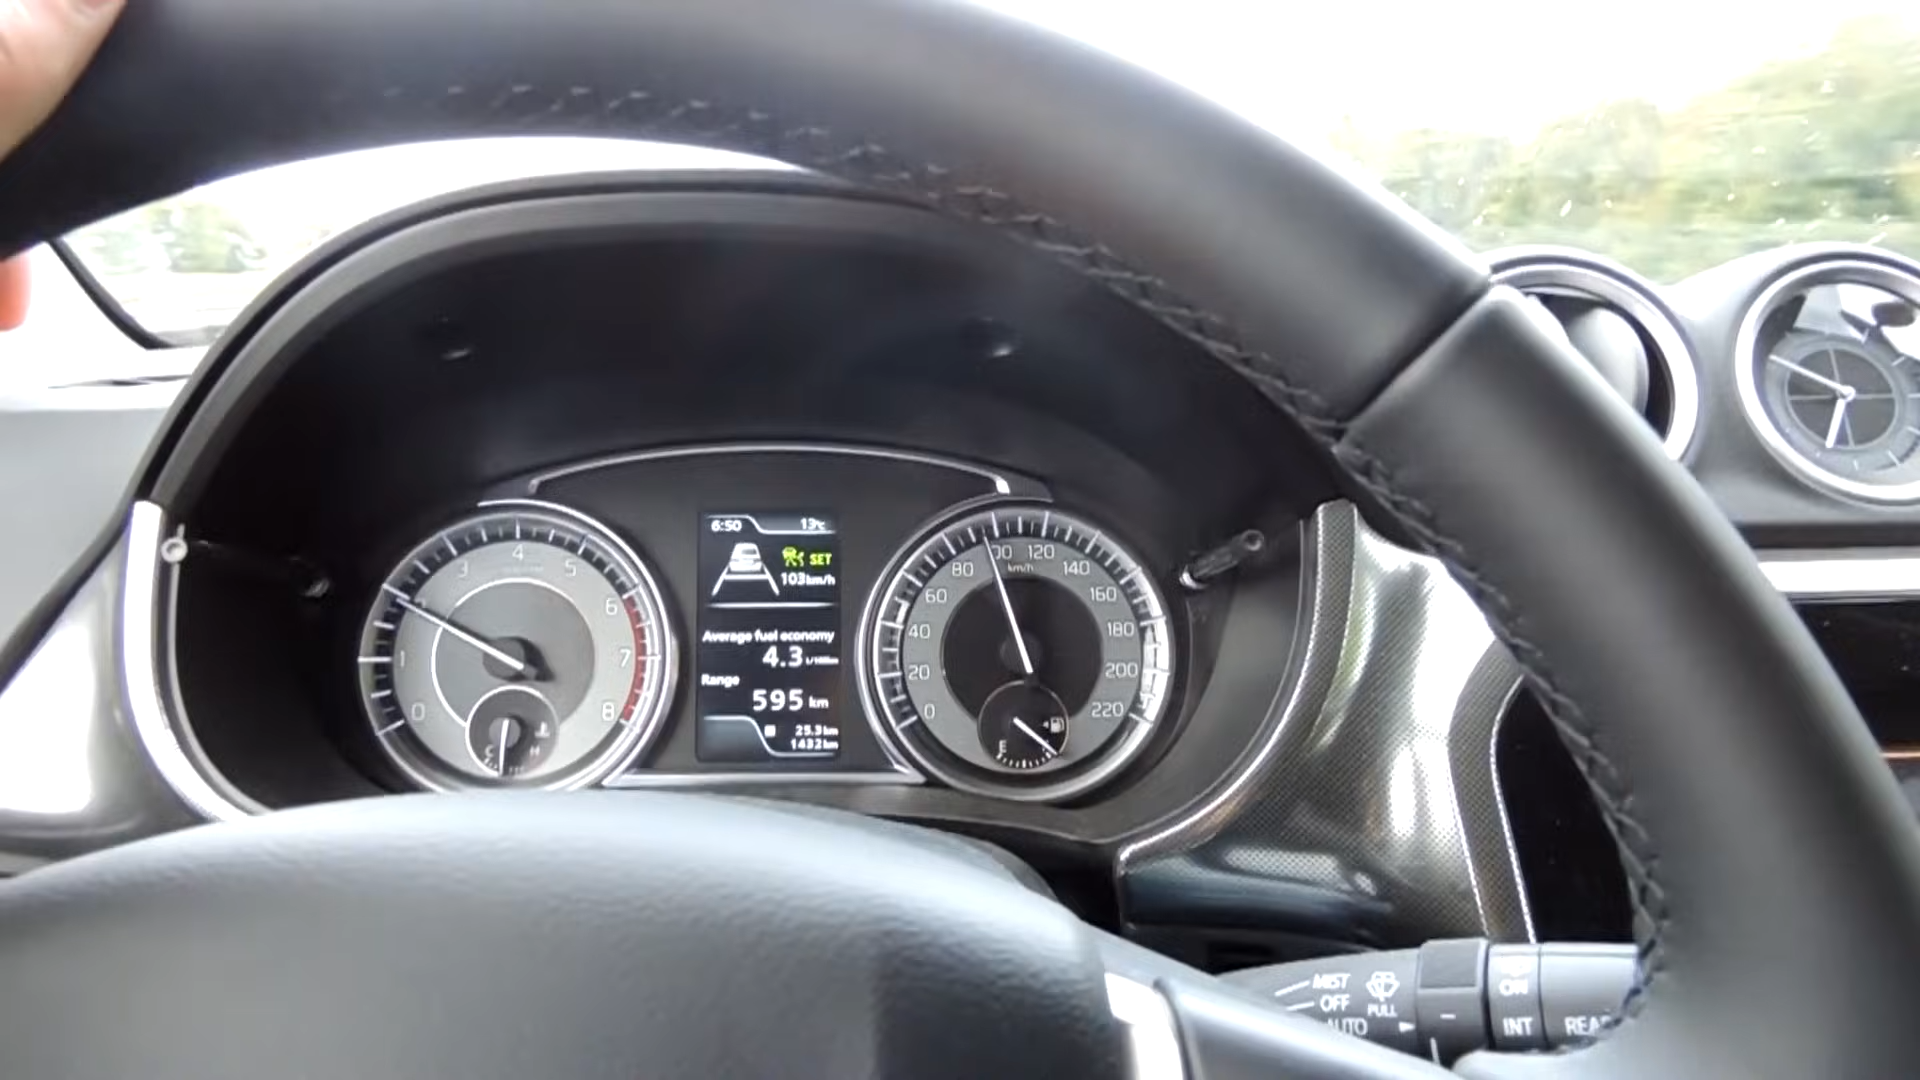 6:50 13°c
SET
103km/h
Average fuel economy
4.3 L/100km
Range
595 km
25.3km
1432km
0
1
3
4
5
6
7
8
C H
0
20
40
60
80
120
140
160
180
200
220
km/h
E
MIST
OFF PULL
AUTO
ON
INT